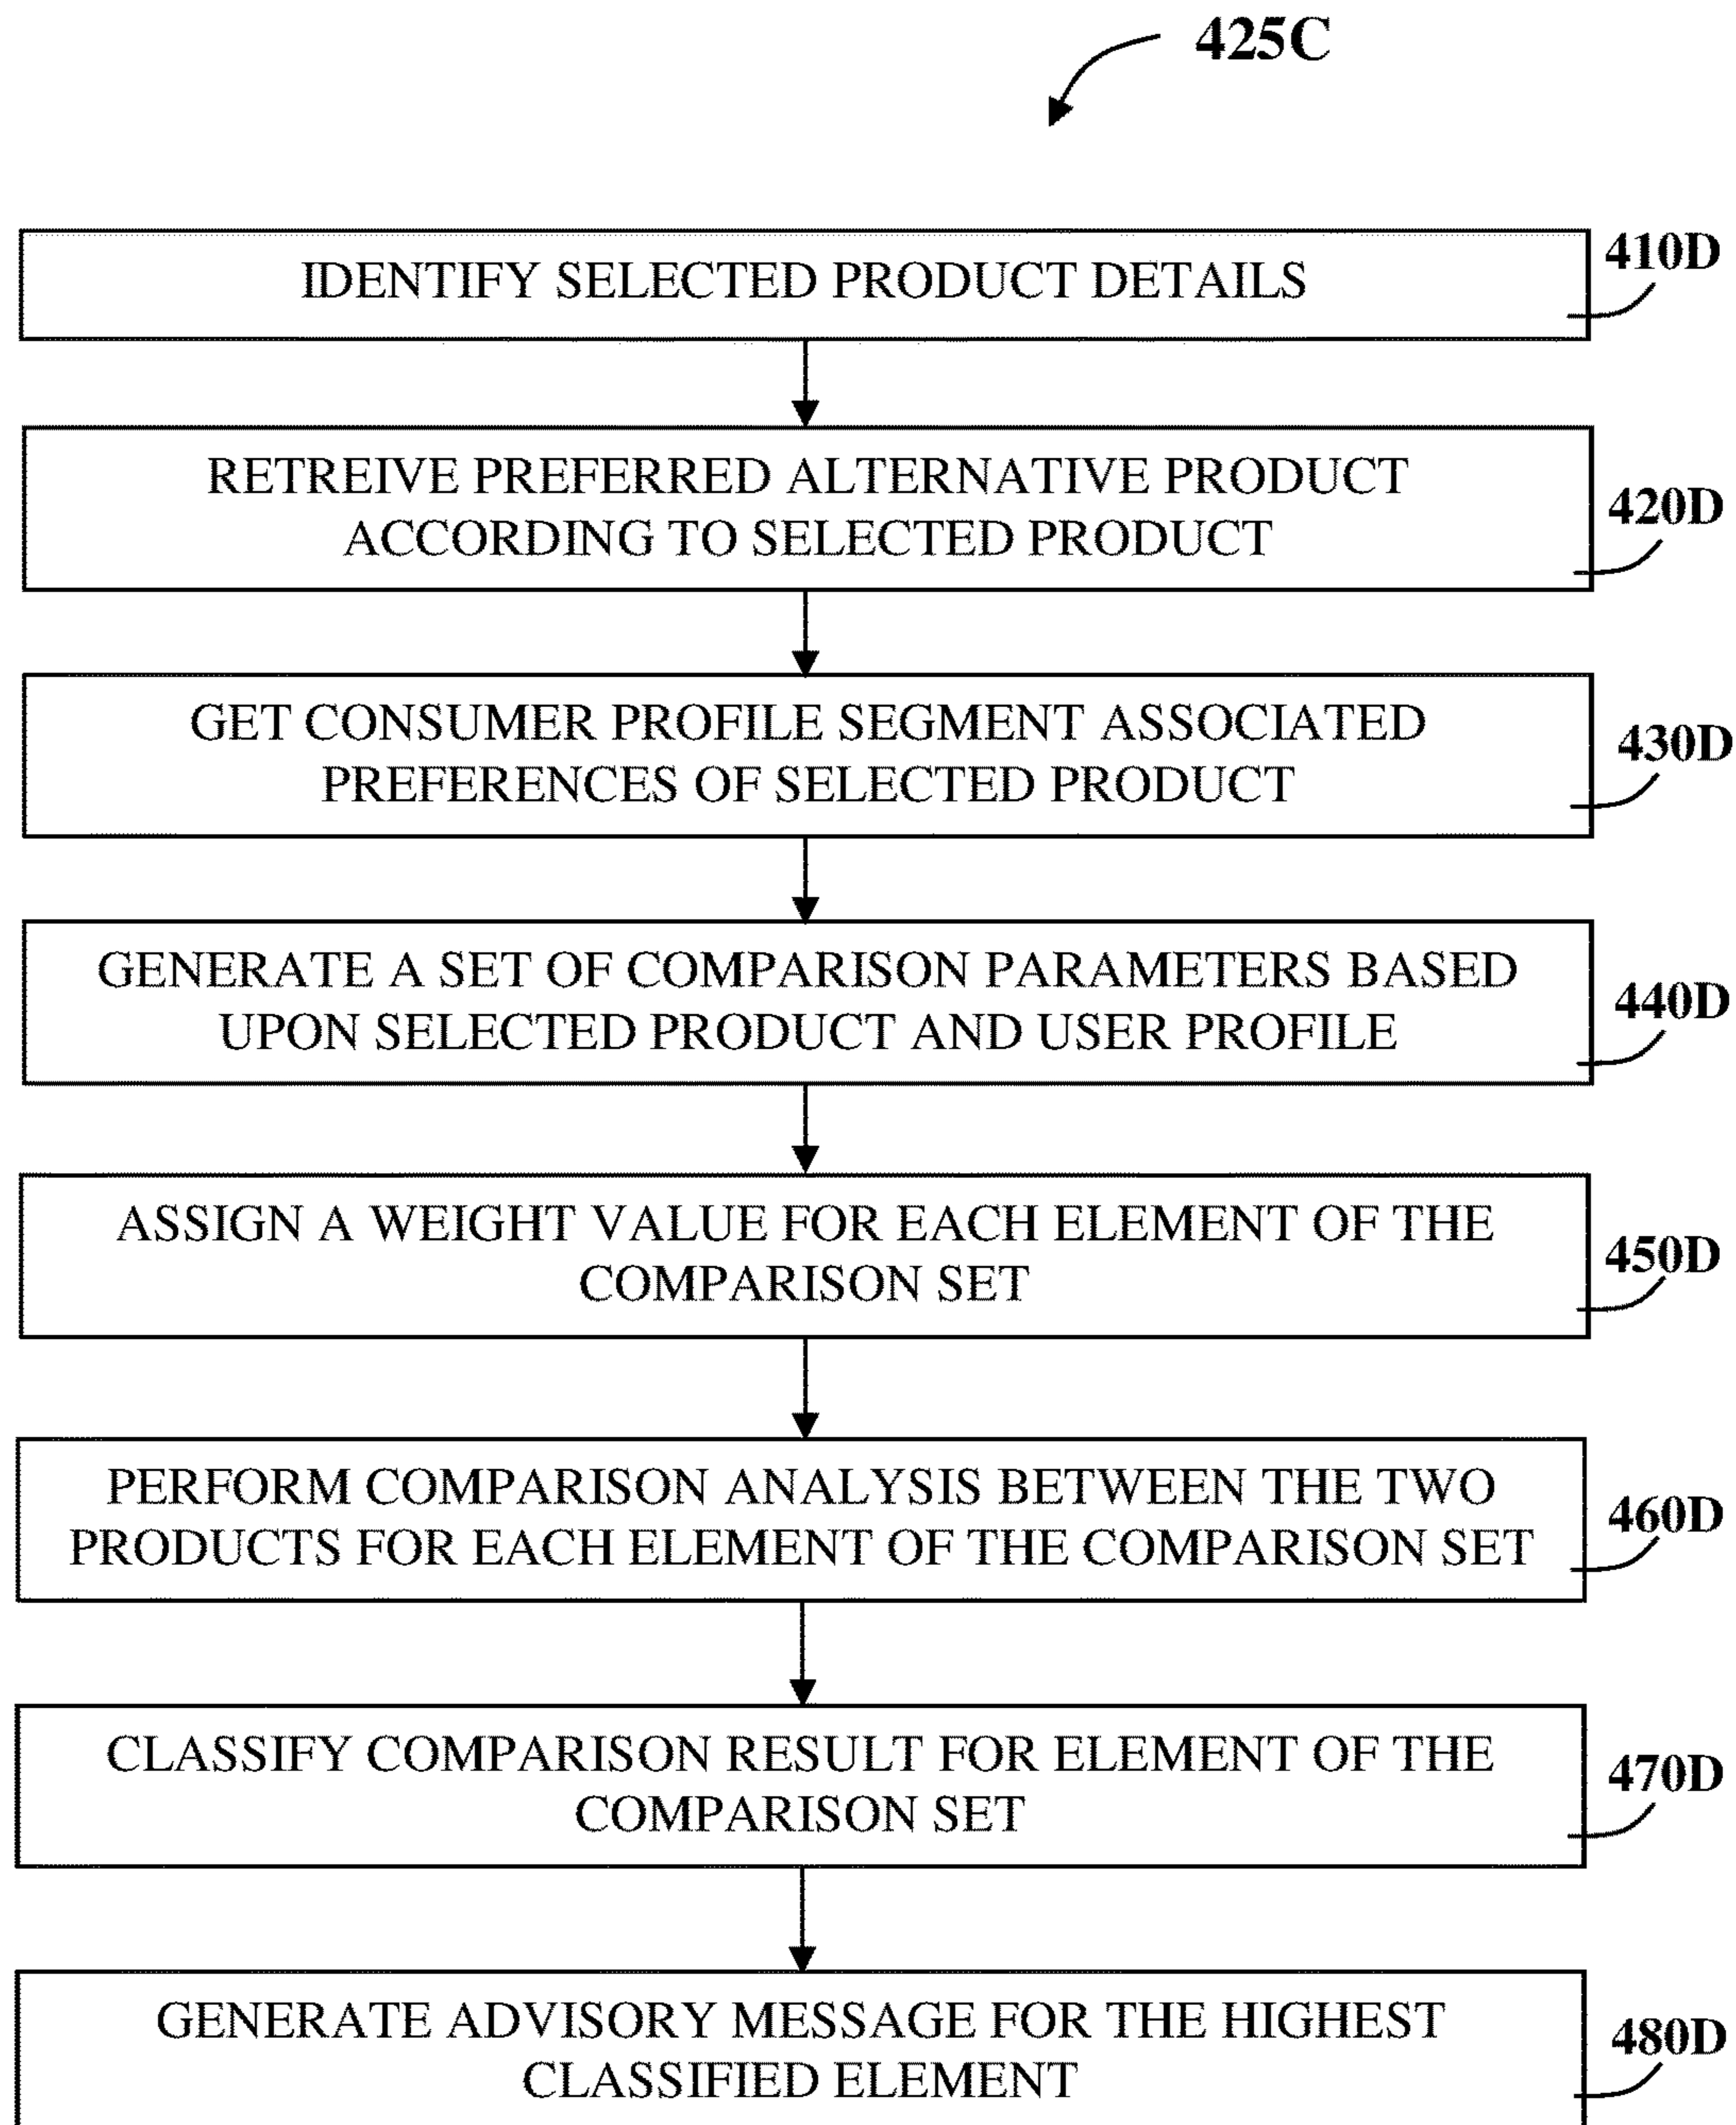 425C
IDENTIFY SELECTED PRODUCT DETAILS
410D
RETREIVE PREFERRED ALTERNATIVE PRODUCT
ACCORDING TO SELECTED PRODUCT
420D
GET CONSUMER PROFILE SEGMENT ASSOCIATED
PREFERENCES OF SELECTED PRODUCT
430D
GENERATE A SET OF COMPARISON PARAMETERS BASED
UPON SELECTED PRODUCT AND USER PROFILE
440D
ASSIGN A WEIGHT VALUE FOR EACH ELEMENT OF THE
COMPARISON SET
450D
PERFORM COMPARISON ANALYSIS BETWEEN THE TWO
PRODUCTS FOR EACH ELEMENT OF THE COMPARISON SET
460D
CLASSIFY COMPARISON RESULT FOR ELEMENT OF THE
COMPARISON SET
470D
GENERATE ADVISORY MESSAGE FOR THE HIGHEST
CLASSIFIED ELEMENT
480D